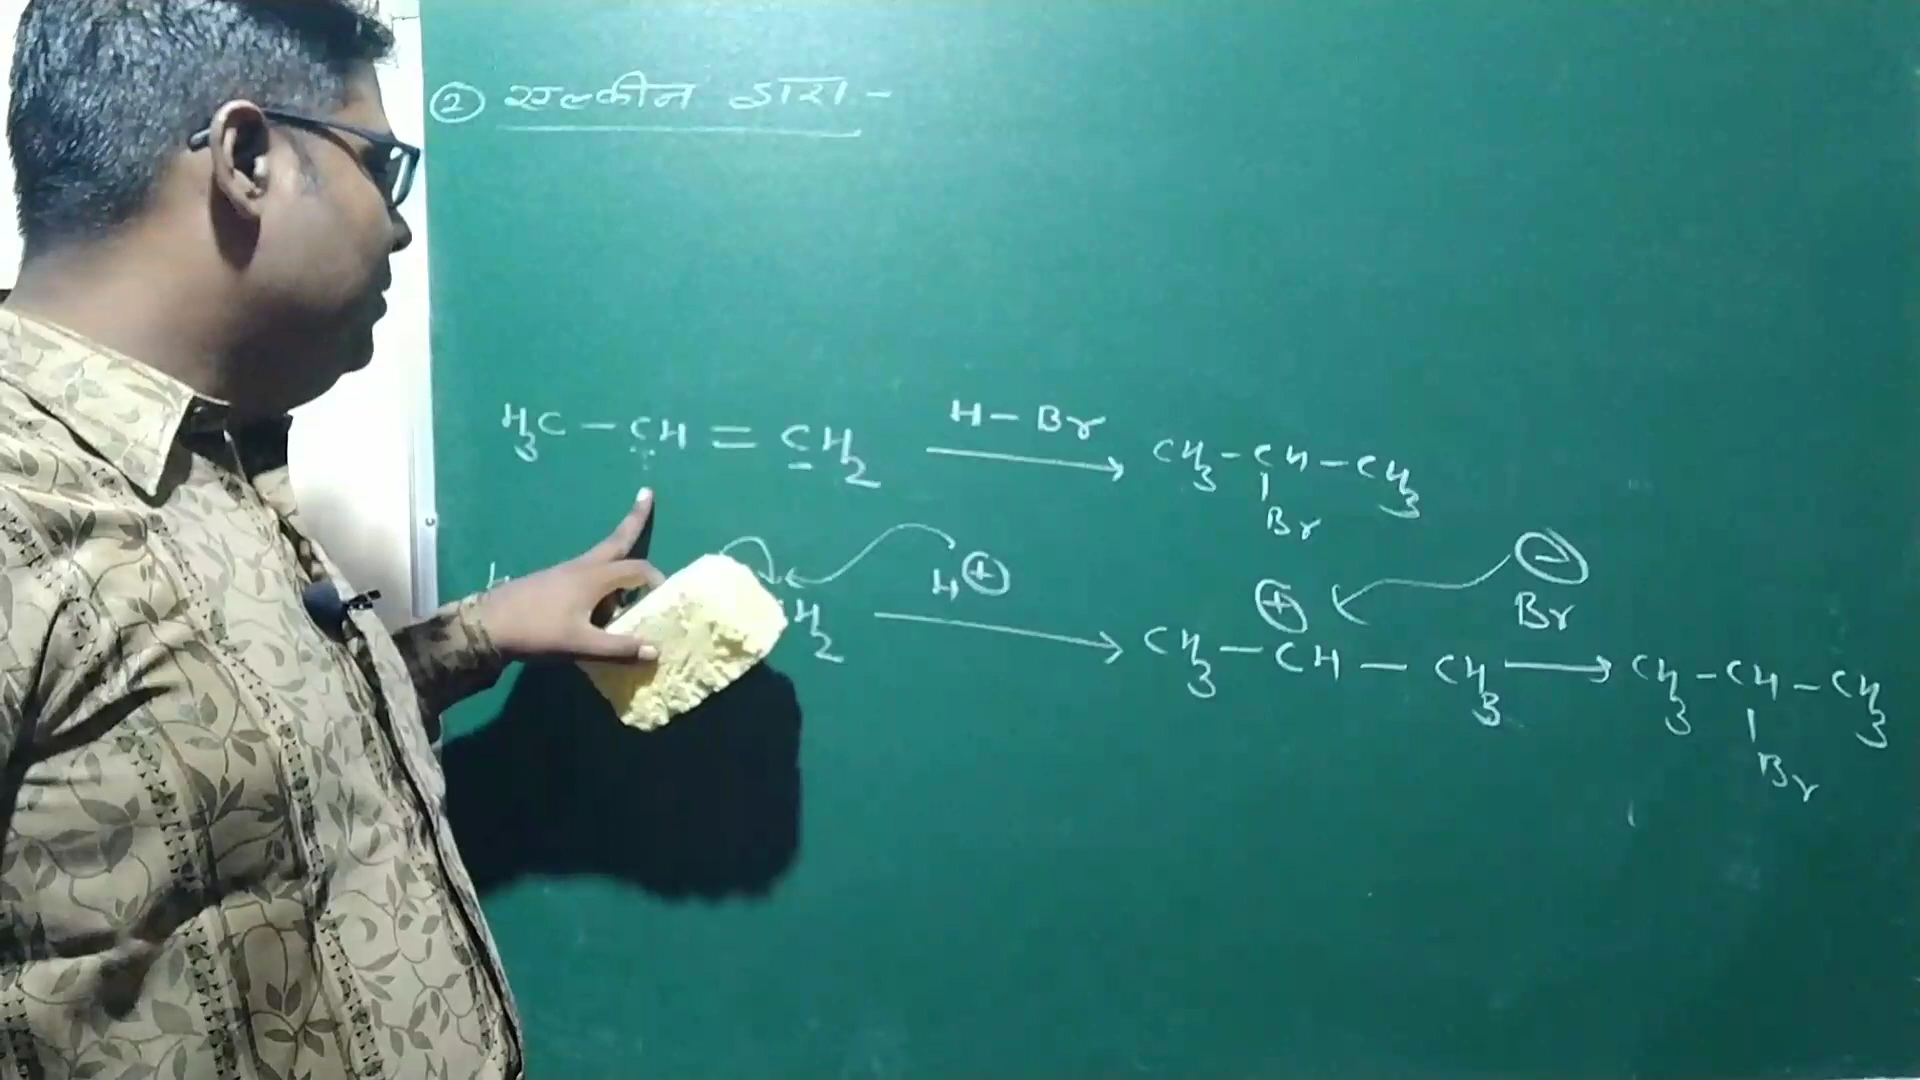 ② एल्कीन द्वारा -
H₃C - CH = CH₂ H - Br → CH₃ - CH - CH₃
Br
H⊕ ⊕ ⊖
H₂ → CH₃ - CH - CH₃ Br → CH₃ - CH - CH₃
Br